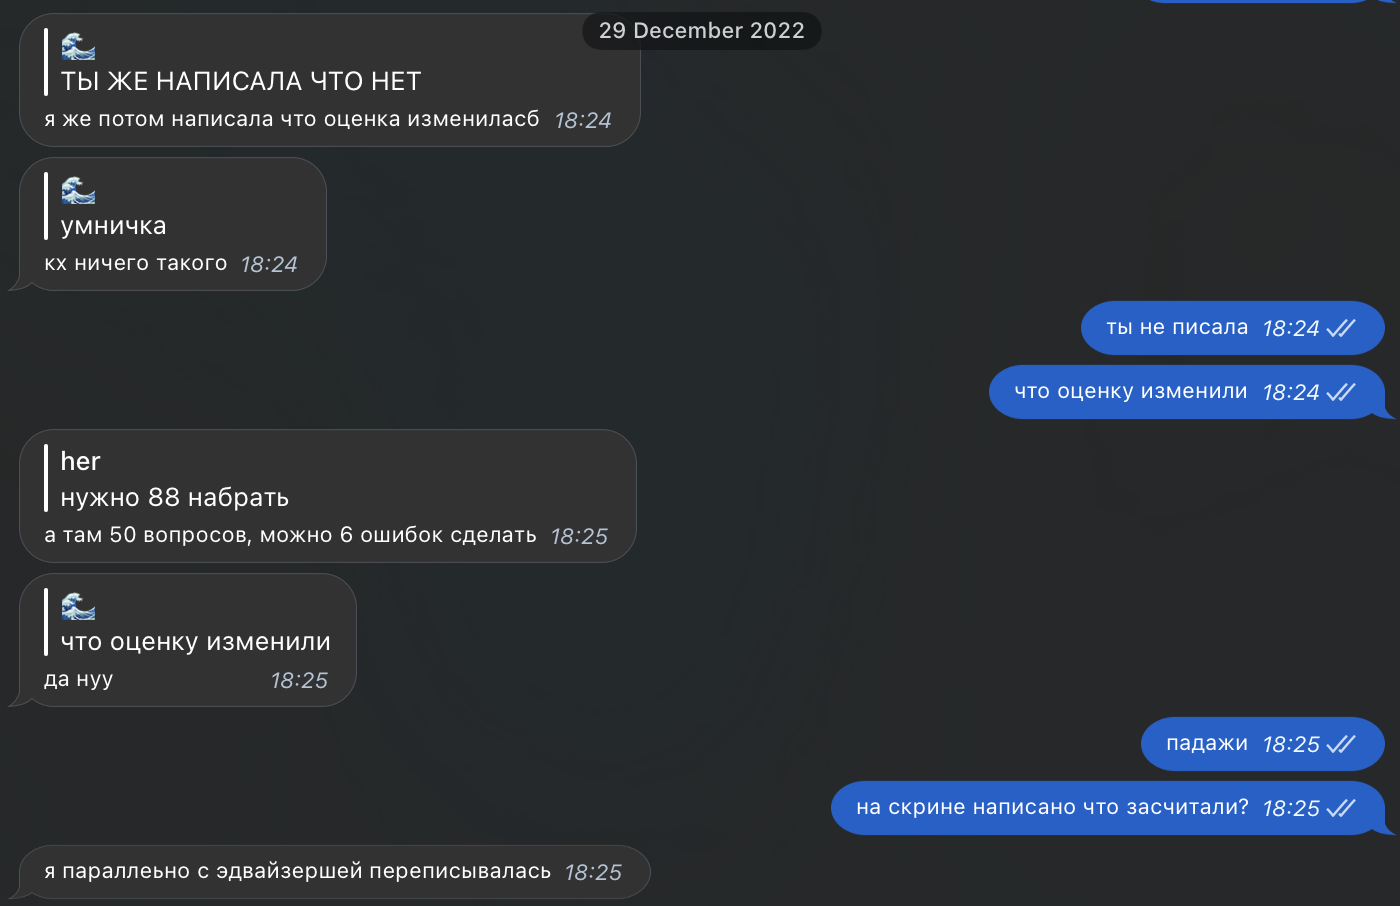 29 December 2022
🌊
ТЫ ЖЕ НАПИСАЛА ЧТО НЕТ
я же потом написала что оценка измениласб 18:24
🌊
умничка
кх ничего такого 18:24
ты не писала 18:24
что оценку изменили 18:24
her
нужно 88 набрать
а там 50 вопросов, можно 6 ошибок сделать 18:25
🌊
что оценку изменили
да нуу 18:25
падажи 18:25
на скрине написано что засчитали? 18:25
я параллеьно с эдвайзершей переписывалась 18:25